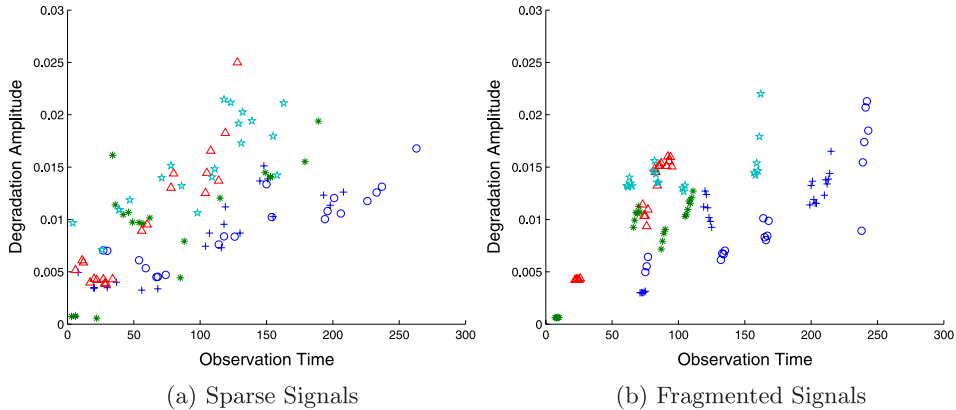 0.03
0.025
0.02
0.015
0.01
0.005
0
0 50 100 150 200 250 300
Degradation Amplitude
Observation Time
(a) Sparse Signals
0.03
0.025
0.02
0.015
0.01
0.005
0
0 50 100 150 200 250 300
Degradation Amplitude
Observation Time
(b) Fragmented Signals